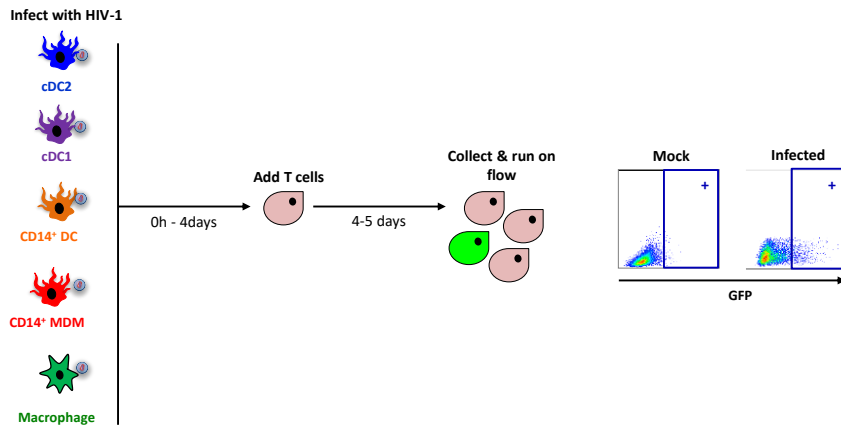 Infect with HIV-1
cDC2
cDC1
CD14⁺ DC
CD14⁺ MDM
Macrophage
0h - 4days
Add T cells
4-5 days
Collect & run on
flow
Mock
+
Infected
+
GFP